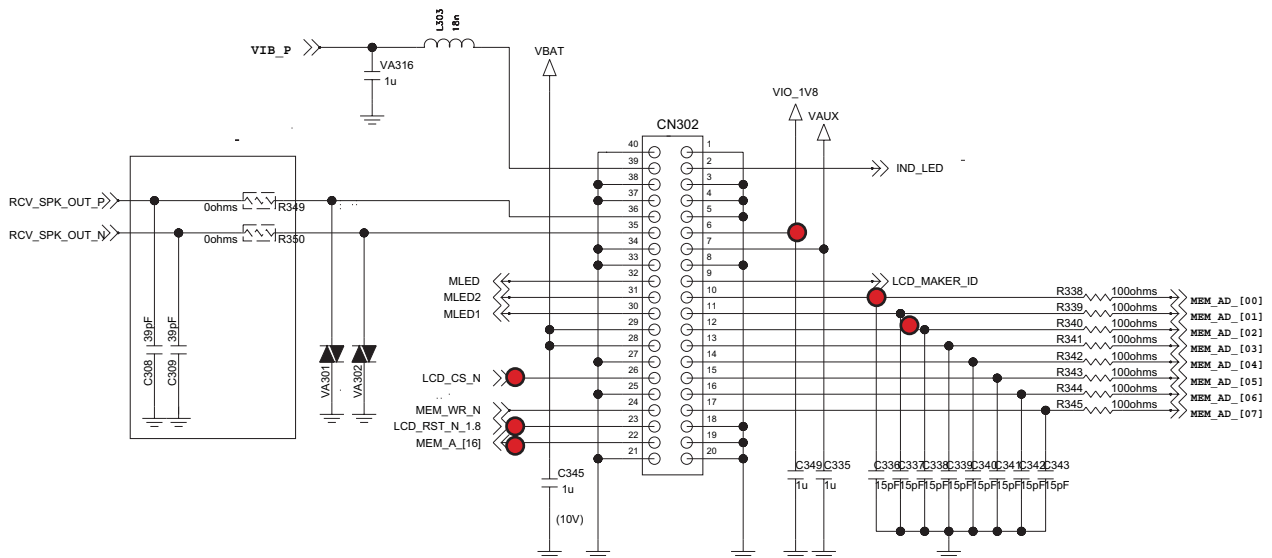 L303
18n
VIB_P
VA316
1u
VBAT
VIO_1V8
VAUX
CN302
40 1
39 2
IND_LED
38 3
37 4
RCV_SPK_OUT_P
0ohms R349
36 5
RCV_SPK_OUT_N
0ohms R350
35 6
34 7
33 8
MLED
32 9
LCD_MAKER_ID
MLED2
31 10
R338 100ohms MEM_AD_[00]
MLED1
30 11
R339 100ohms MEM_AD_[01]
29 12
R340 100ohms MEM_AD_[02]
28 13
R341 100ohms MEM_AD_[03]
27 14
R342 100ohms MEM_AD_[04]
LCD_CS_N
26 15
R343 100ohms MEM_AD_[05]
25 16
R344 100ohms MEM_AD_[06]
MEM_WR_N
24 17
R345 100ohms MEM_AD_[07]
LCD_RST_N_1.8
23 18
MEM_A_[16]
22 19
21 20
39pF
C308
39pF
C309
VA301
VA302
C345
1u
(10V)
C349 C335 C336 C337 C338 C339 C340 C341 C342 C343
1u 1u 15pF 15pF 15pF 15pF 15pF 15pF 15pF 15pF